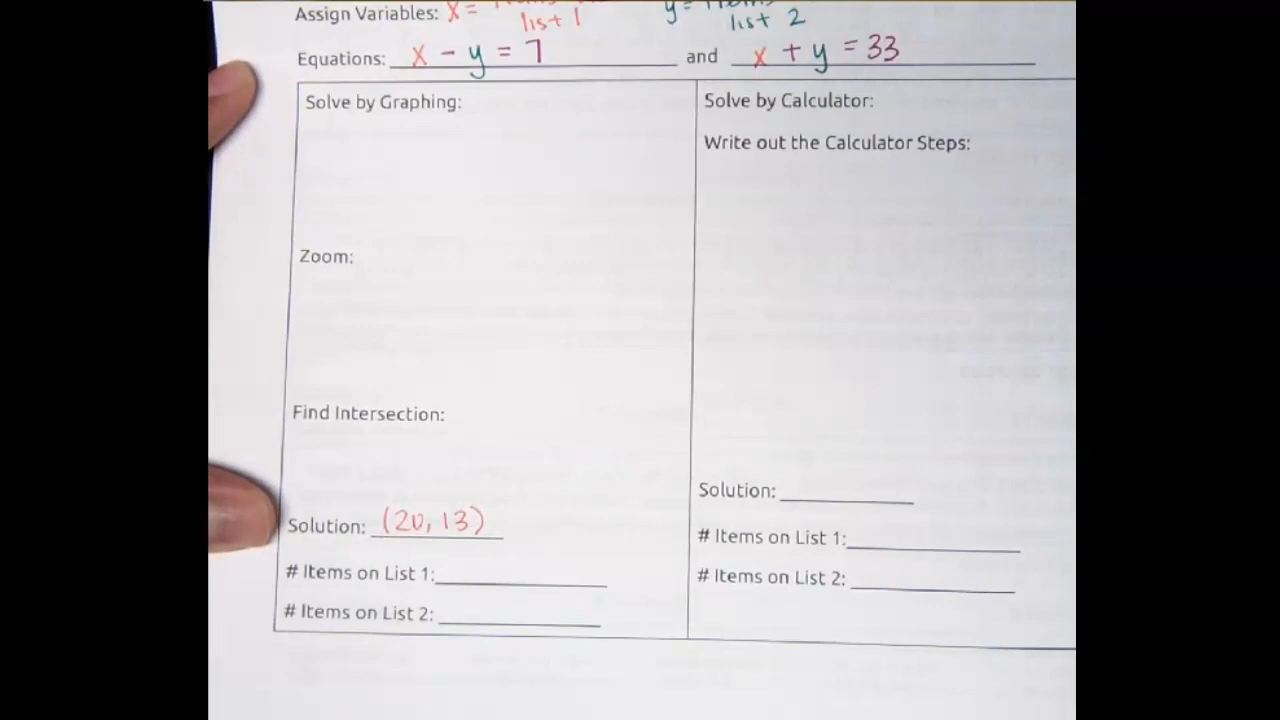 Assign Variables: x = y =
list 1 list 2
Equations: x - y = 7 and x + y = 33
Solve by Graphing:
Zoom:
Find Intersection:
Solution: (20, 13)
# Items on List 1:
# Items on List 2:
Solve by Calculator:
Write out the Calculator Steps:
Solution:
# Items on List 1:
# Items on List 2: